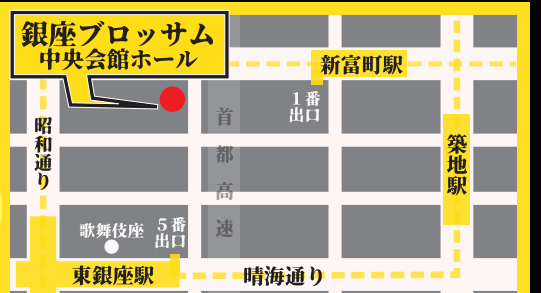 銀座ブロッサム
中央会館ホール
新富町駅
1番
出口
首都高速
昭和通り
築地駅
歌舞伎座
5番
出口
東銀座駅
晴海通り